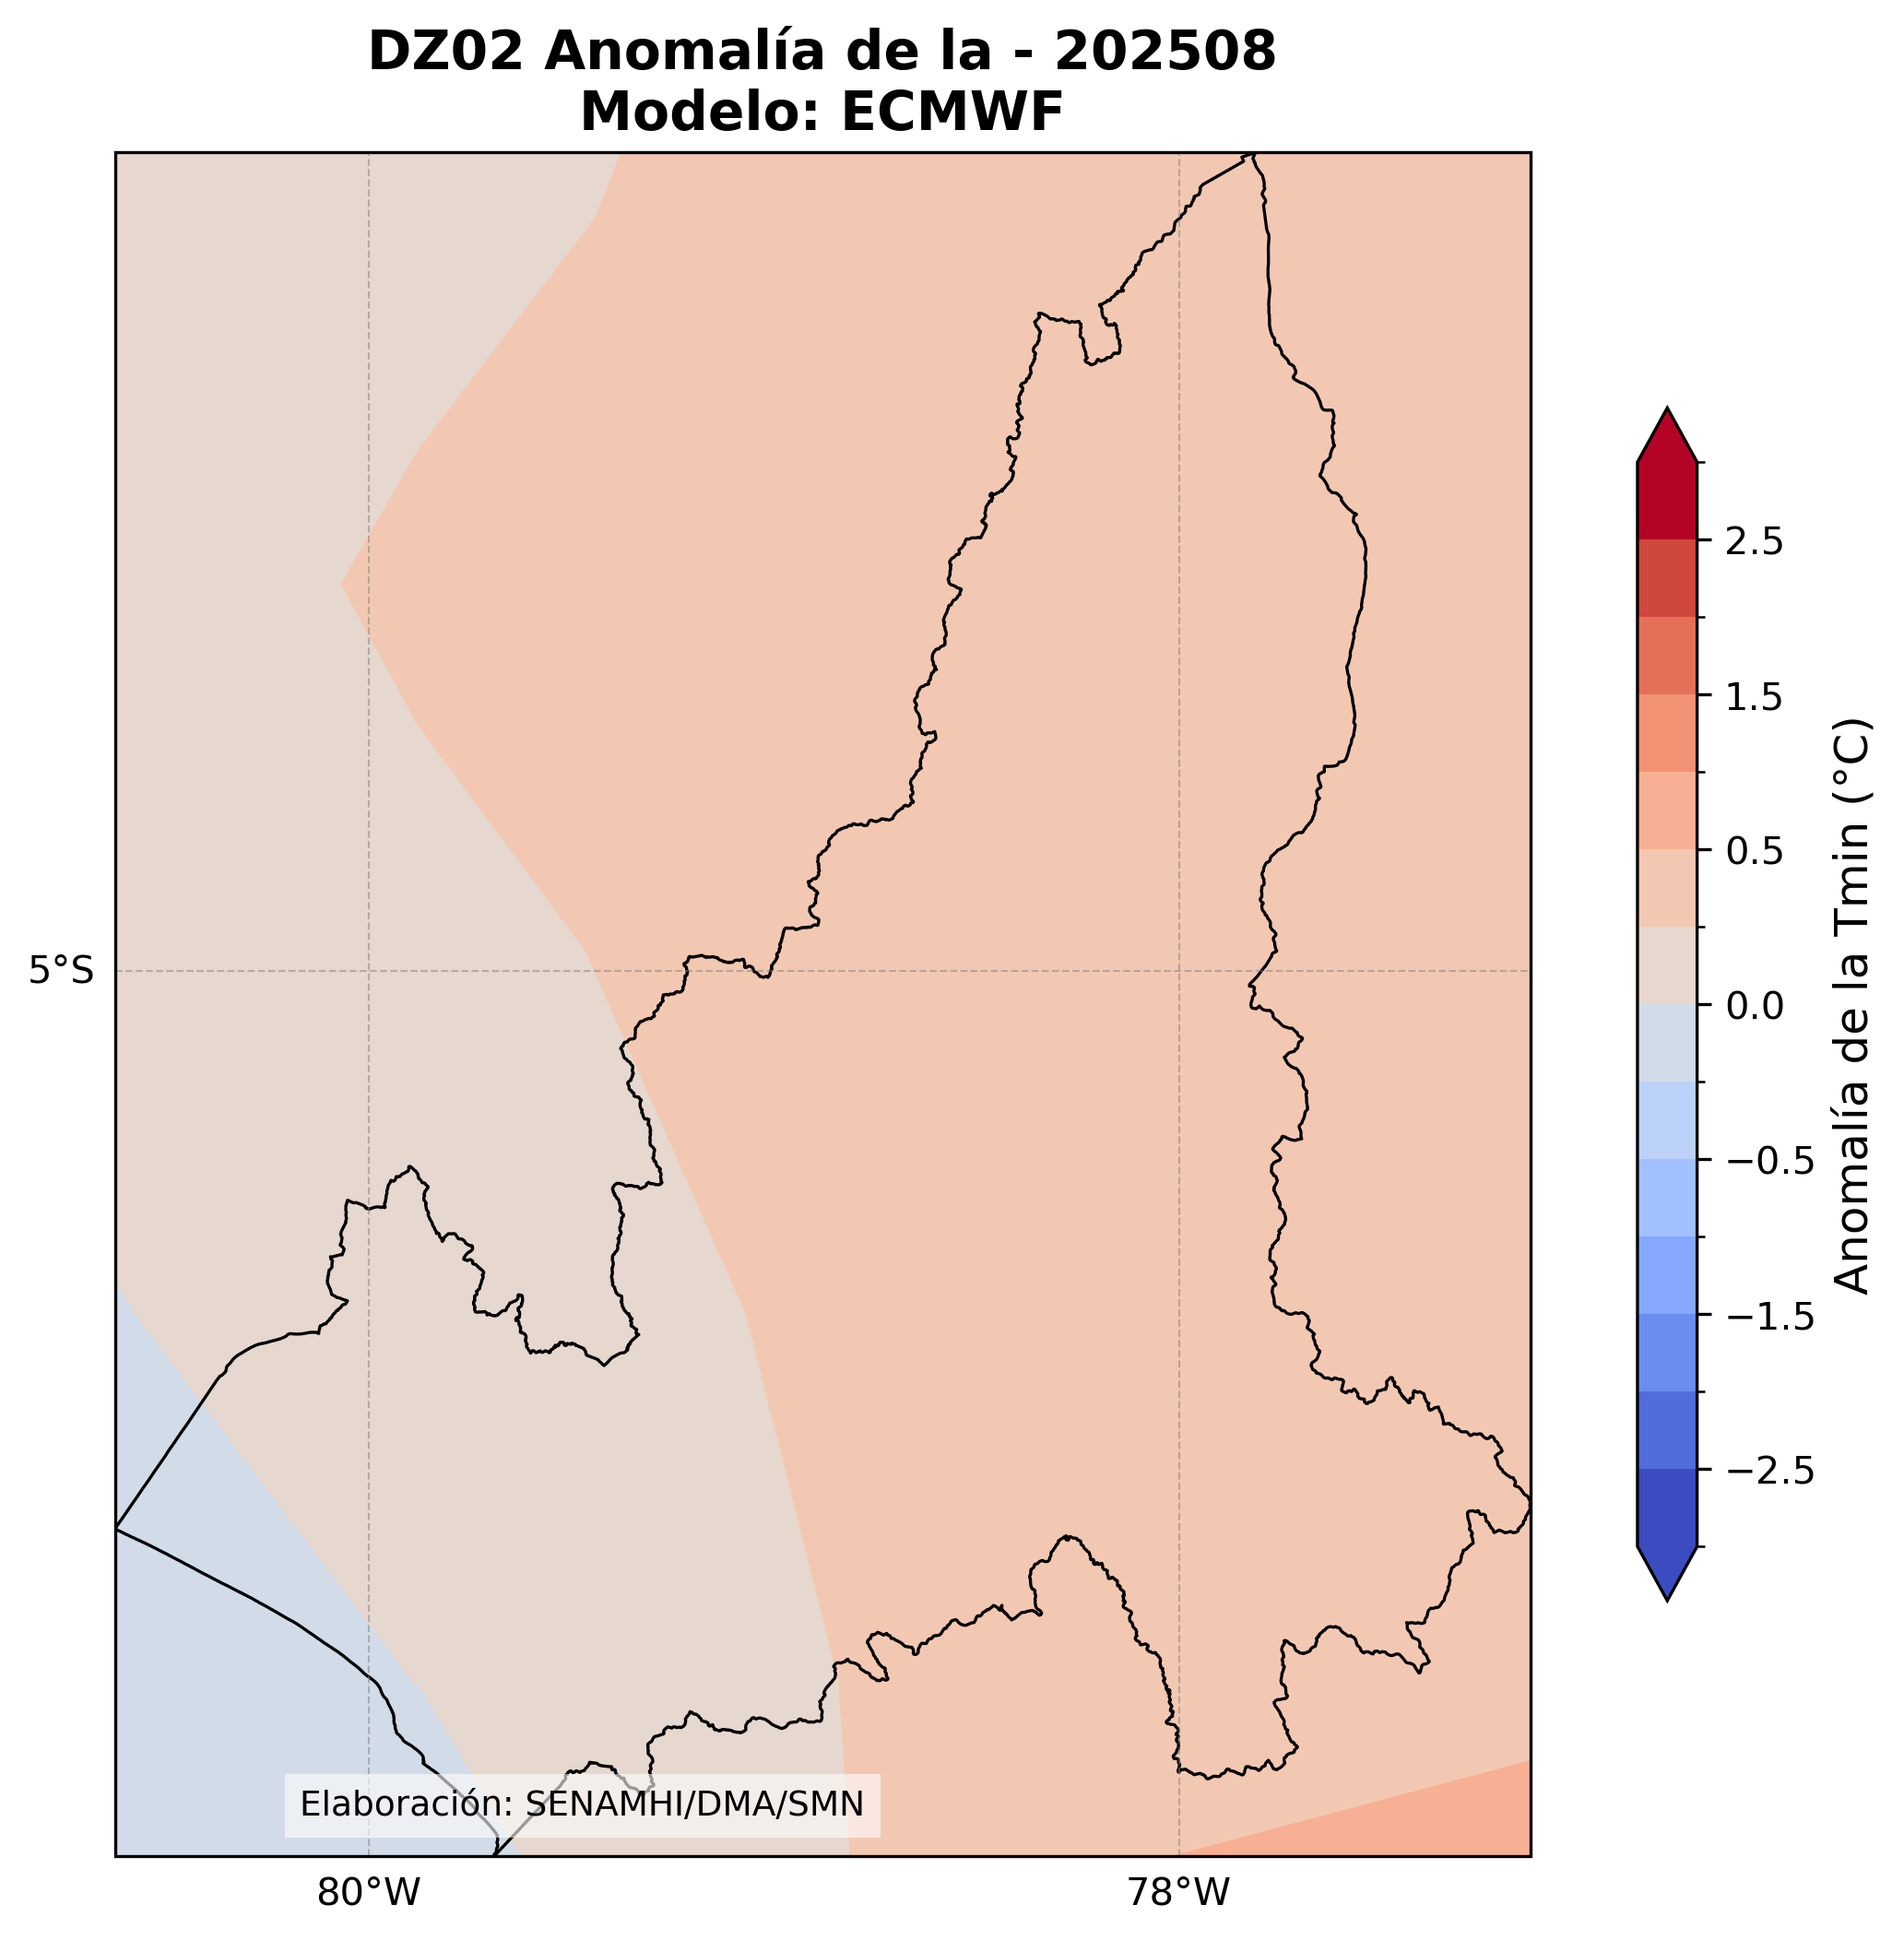 DZ02 Anomalía de la - 202508
Modelo: ECMWF
5°S
80°W
78°W
Elaboración: SENAMHI/DMA/SMN
2.5
1.5
0.5
0.0
−0.5
−1.5
−2.5
Anomalía de la Tmin (°C)